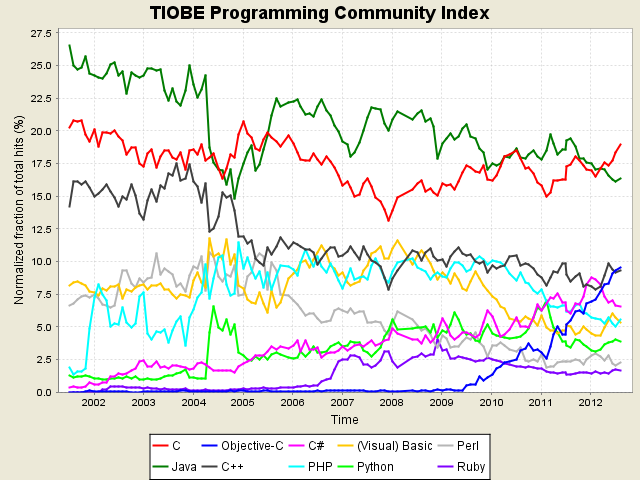 TIOBE Programming Community Index
Normalized fraction of total hits (%)
27.5
25.0
22.5
20.0
17.5
15.0
12.5
10.0
7.5
5.0
2.5
0.0
2002 2003 2004 2005 2006 2007 2008 2009 2010 2011 2012
Time
C Objective-C C# (Visual) Basic Perl
Java C++ PHP Python Ruby